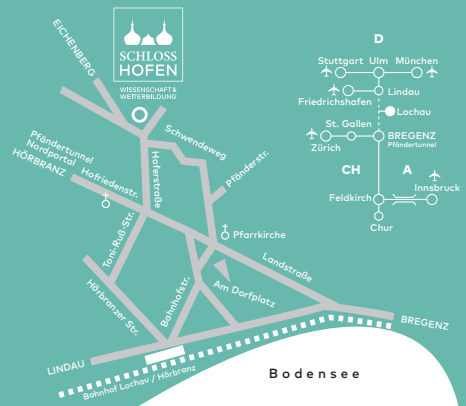 SCHLOSS
HOFEN
WISSENSCHAFT &
WEITERBILDUNG
EICHENBERG
Schwendeweg
Pfändertunnel
Nordportal
HÖRBRANZ
Hofriedenstr.
Hoferstraße
Pfänderstr.
Pfarrkirche
Toni-Ruß-Str.
Landstraße
Am Dorfplatz
Hörbranzer Str.
Bahnhofstr.
LINDAU
BREGENZ
Bahnhof Lochau / Hörbranz
Bodensee
D
Stuttgart Ulm München
Lindau
Friedrichshafen
Lochau
St. Gallen
BREGENZ
Pfändertunnel
Zürich
CH A
Innsbruck
Feldkirch
Chur